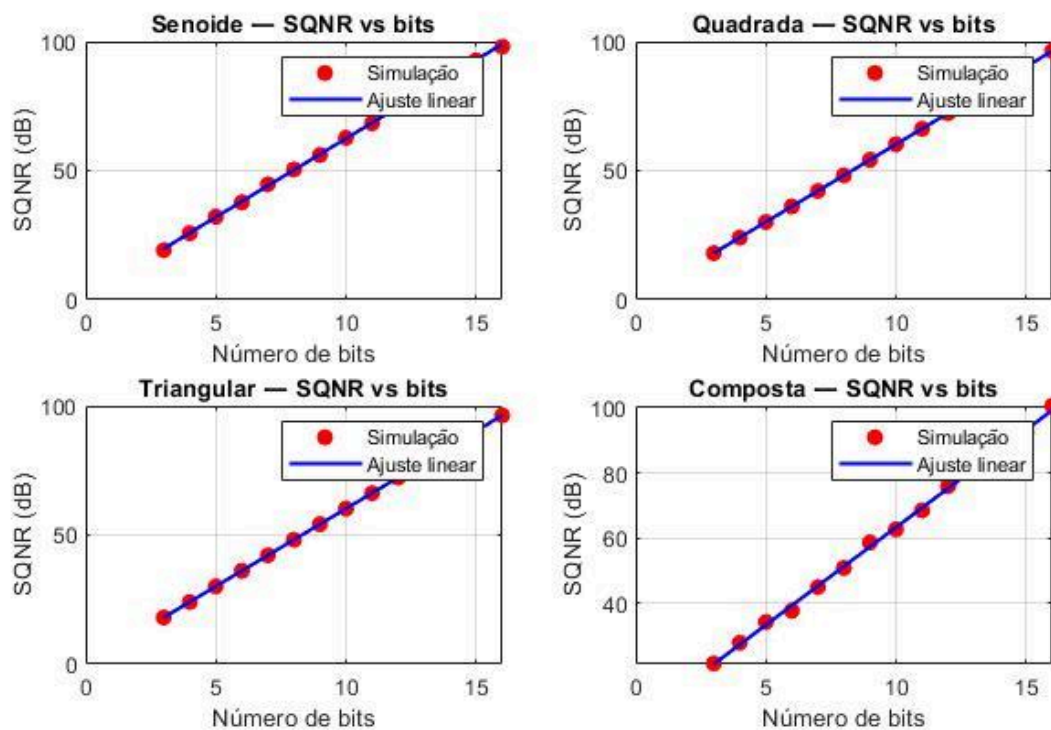 Senoide — SQNR vs bits
100
50
0
SQNR (dB)
Simulação
Ajuste linear
0 5 10 15
Número de bits
Quadrada — SQNR vs bits
100
50
0
SQNR (dB)
Simulação
Ajuste linear
0 5 10 15
Número de bits
Triangular — SQNR vs bits
100
50
0
SQNR (dB)
Simulação
Ajuste linear
0 5 10 15
Número de bits
Composta — SQNR vs bits
100
80
60
40
SQNR (dB)
Simulação
Ajuste linear
0 5 10 15
Número de bits